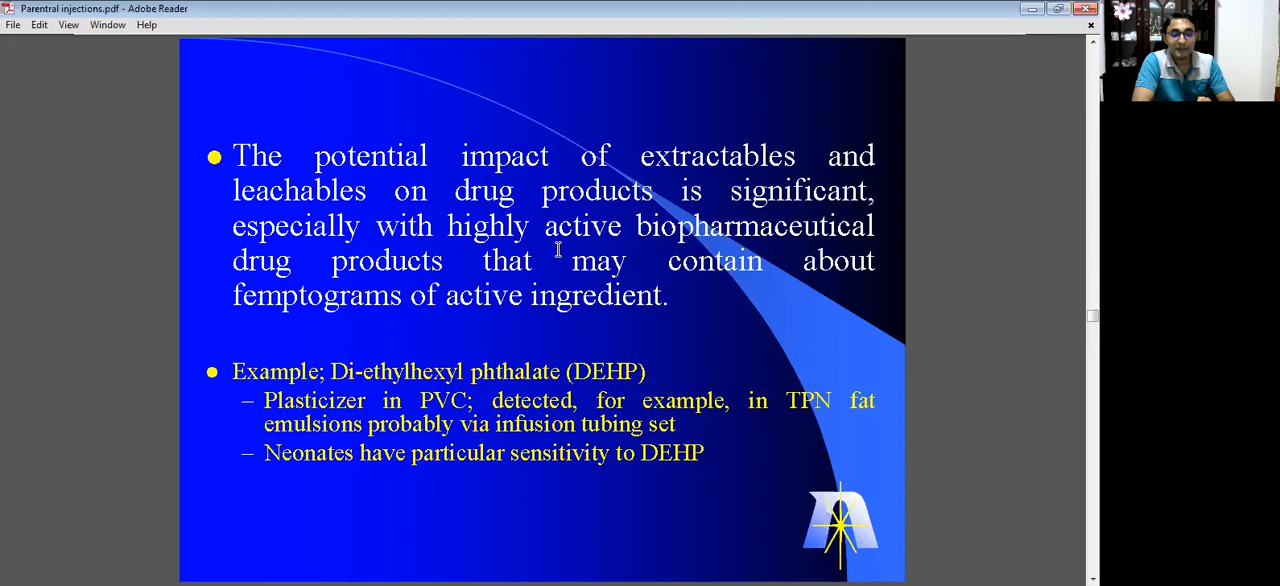 Parentral injections.pdf - Adobe Reader
File Edit View Window Help
The potential impact of extractables and
leachables on drug products is significant,
especially with highly active biopharmaceutical
drug products that may contain about
femptograms of active ingredient.
Example; Di-ethylhexyl phthalate (DEHP)
– Plasticizer in PVC; detected, for example, in TPN fat
emulsions probably via infusion tubing set
– Neonates have particular sensitivity to DEHP